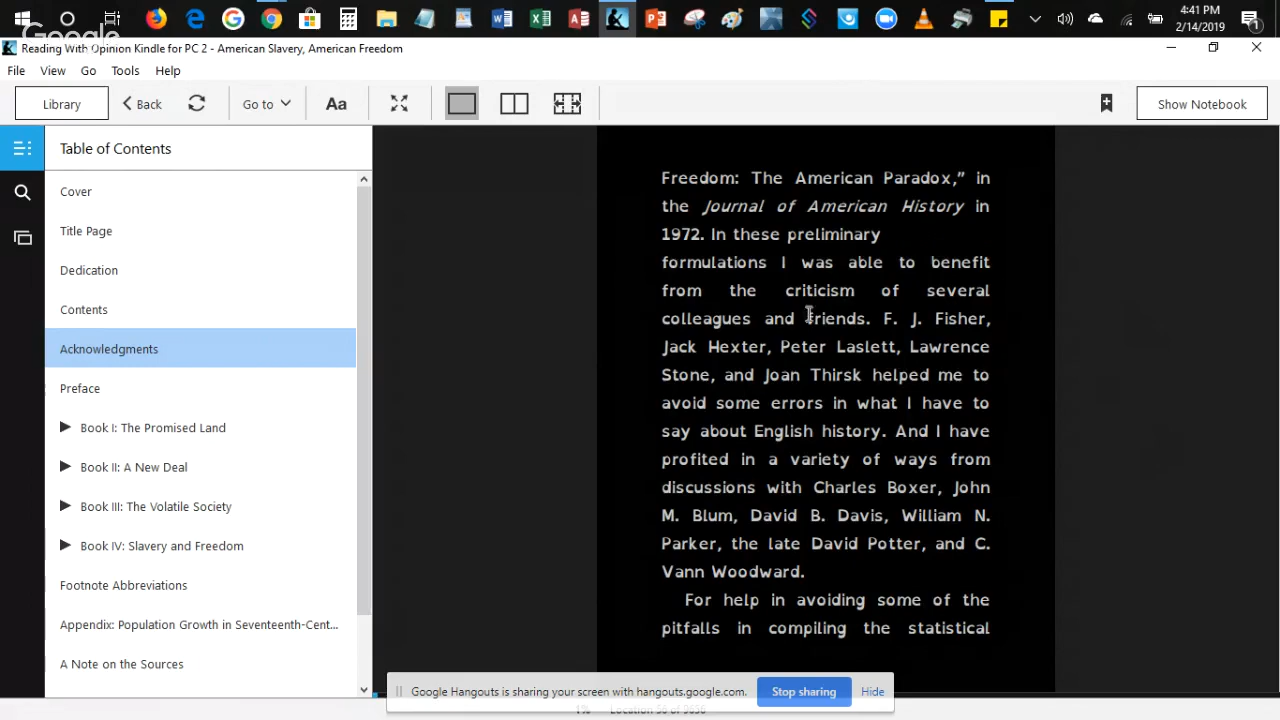 4:41 PM
2/14/2019
Google
Reading With Opinion Kindle for PC 2 - American Slavery, American Freedom
File View Go Tools Help
Library Back Go to Aa Show Notebook
Table of Contents
Cover
Title Page
Dedication
Contents
Acknowledgments
Preface
Book I: The Promised Land
Book II: A New Deal
Book III: The Volatile Society
Book IV: Slavery and Freedom
Footnote Abbreviations
Appendix: Population Growth in Seventeenth-Cent...
A Note on the Sources
Freedom: The American Paradox,” in
the Journal of American History in
1972. In these preliminary
formulations I was able to benefit
from the criticism of several
colleagues and friends. F. J. Fisher,
Jack Hexter, Peter Laslett, Lawrence
Stone, and Joan Thirsk helped me to
avoid some errors in what I have to
say about English history. And I have
profited in a variety of ways from
discussions with Charles Boxer, John
M. Blum, David B. Davis, William N.
Parker, the late David Potter, and C.
Vann Woodward.
For help in avoiding some of the
pitfalls in compiling the statistical
Google Hangouts is sharing your screen with hangouts.google.com. Stop sharing Hide
1% Location 56 of